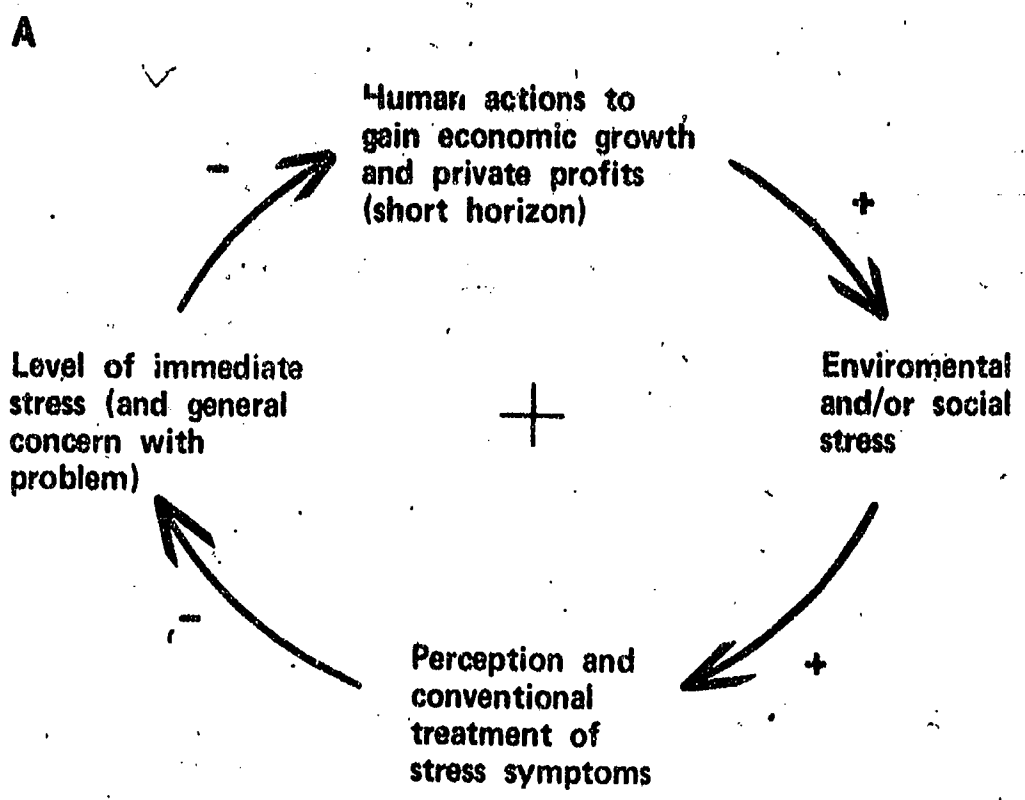 A
Human actions to
gain economic growth
and private profits
(short horizon)
-
+
Level of immediate
stress (and general
concern with
problem)
+
Enviromental
and/or social
stress
-
+
Perception and
conventional
treatment of
stress symptoms